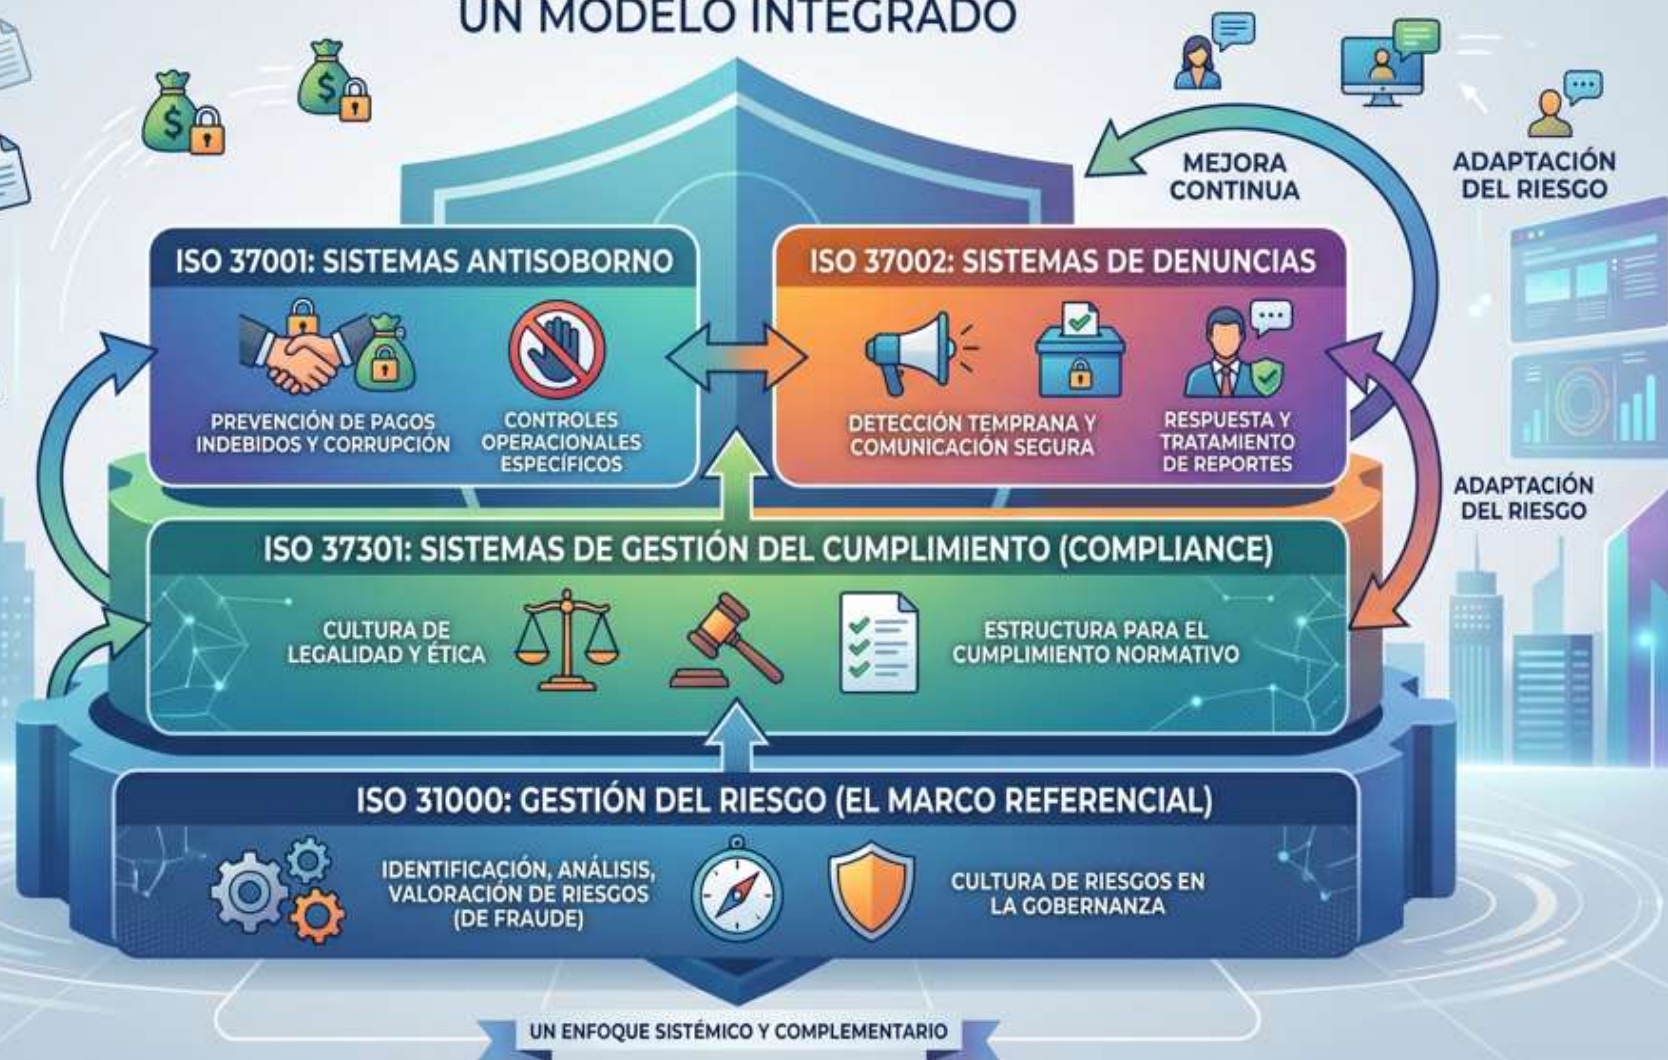 UN MODELO INTEGRADO
MEJORA
CONTINUA
ADAPTACIÓN
DEL RIESGO
ISO 37001: SISTEMAS ANTISOBORNO
PREVENCIÓN DE PAGOS
INDEBIDOS Y CORRUPCIÓN
CONTROLES
OPERACIONALES
ESPECÍFICOS
ISO 37002: SISTEMAS DE DENUNCIAS
DETECCIÓN TEMPRANA Y
COMUNICACIÓN SEGURA
RESPUESTA Y
TRATAMIENTO
DE REPORTES
ADAPTACIÓN
DEL RIESGO
ISO 37301: SISTEMAS DE GESTIÓN DEL CUMPLIMIENTO (COMPLIANCE)
CULTURA DE
LEGALIDAD Y ÉTICA
ESTRUCTURA PARA EL
CUMPLIMIENTO NORMATIVO
ISO 31000: GESTIÓN DEL RIESGO (EL MARCO REFERENCIAL)
IDENTIFICACIÓN, ANÁLISIS,
VALORACIÓN DE RIESGOS
(DE FRAUDE)
CULTURA DE RIESGOS EN
LA GOBERNANZA
UN ENFOQUE SISTÉMICO Y COMPLEMENTARIO